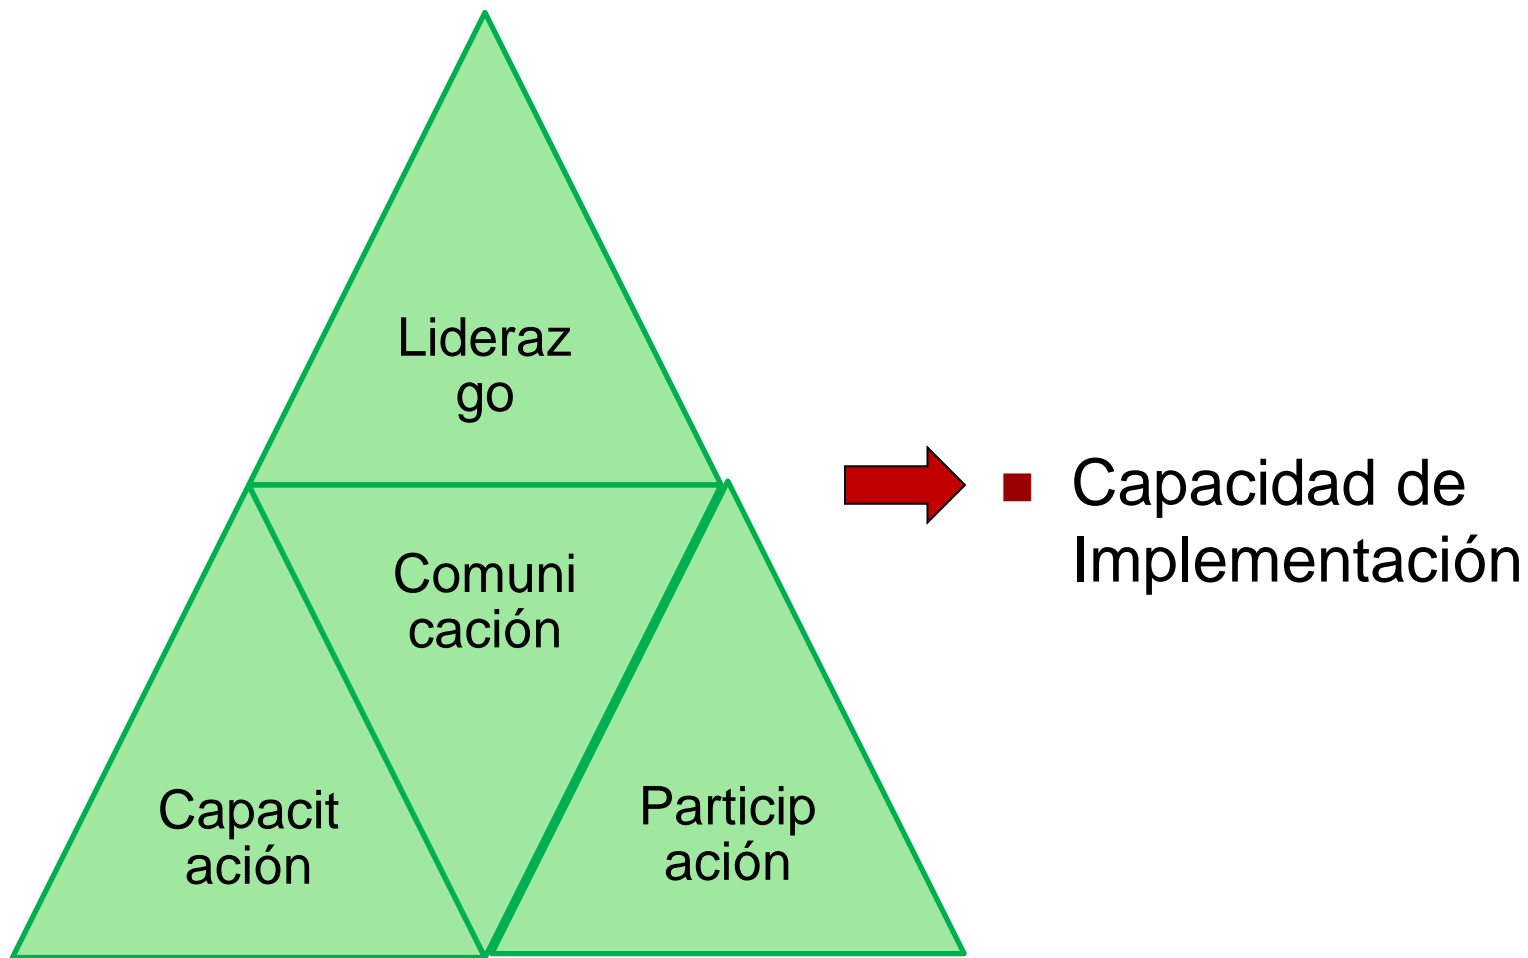 Lideraz
go
Capacidad de
Implementación
Comuni
cación
Capacit
ación
Particip
ación